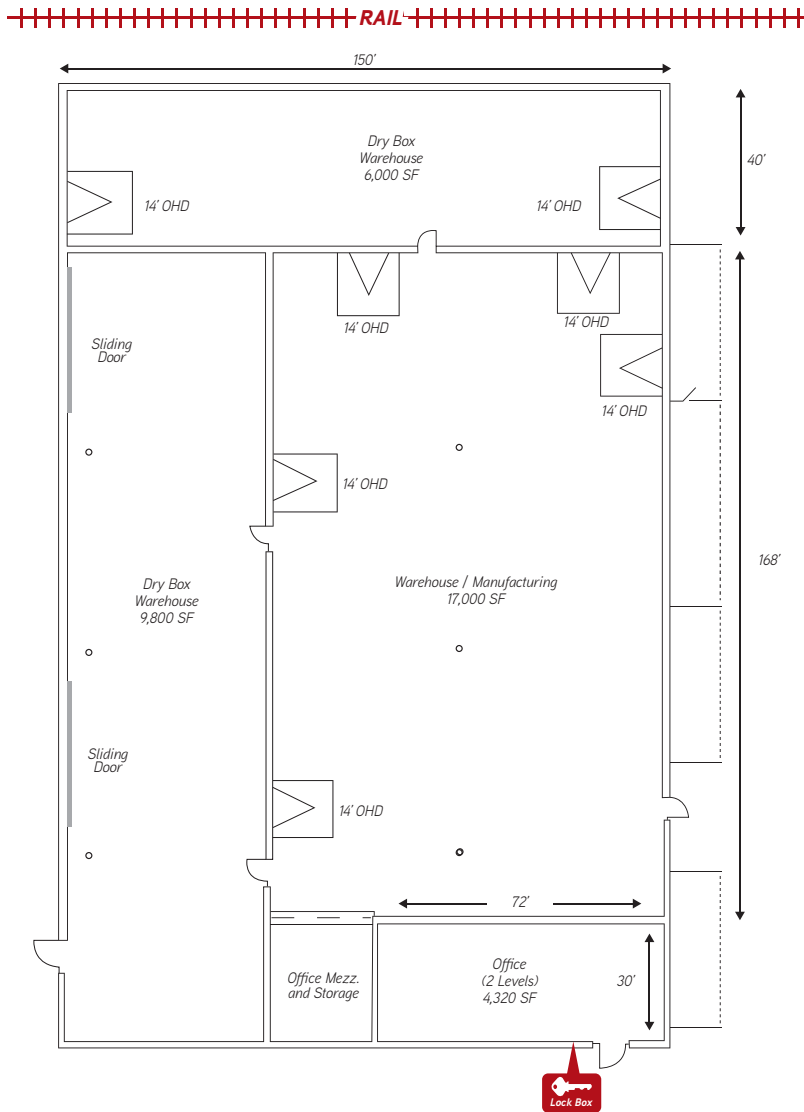 RAIL
150'
Dry Box
Warehouse
6,000 SF
40'
14' OHD
14' OHD
14' OHD
14' OHD
Sliding
Door
14' OHD
14' OHD
168'
Dry Box
Warehouse
9,800 SF
Warehouse / Manufacturing
17,000 SF
Sliding
Door
14' OHD
72'
Office Mezz.
and Storage
Office
(2 Levels)
4,320 SF
30'
Lock Box